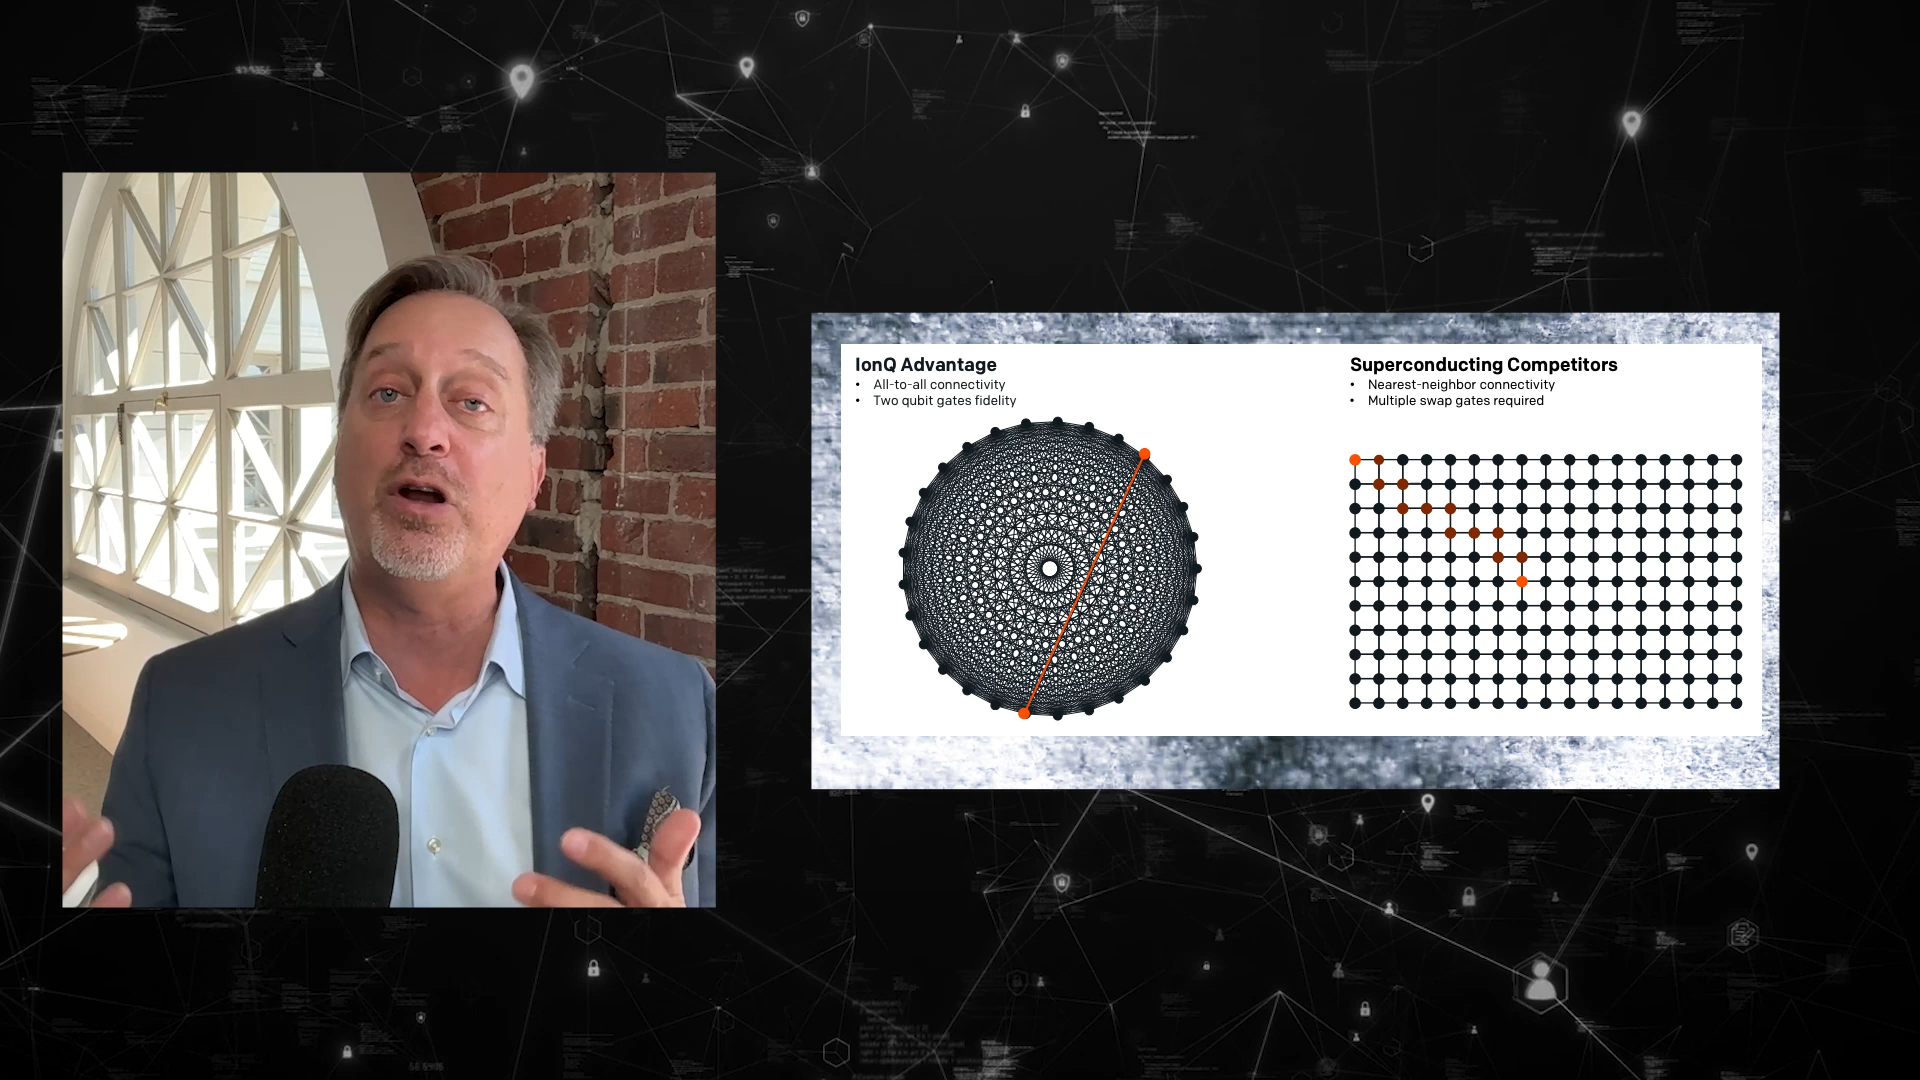 IonQ Advantage
• All-to-all connectivity
• Two qubit gates fidelity
Superconducting Competitors
• Nearest-neighbor connectivity
• Multiple swap gates required